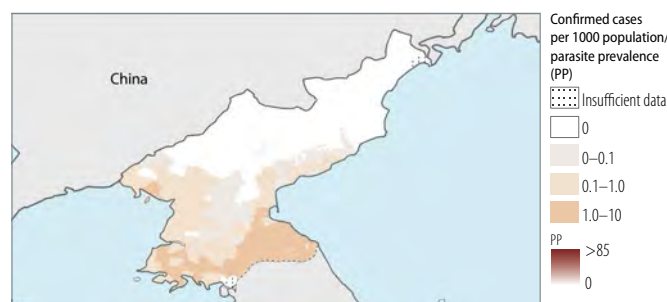 China
Confirmed cases
per 1000 population/
parasite prevalence
(PP)
Insufficient data
0
0–0.1
0.1–1.0
1.0–10
PP
>85
0